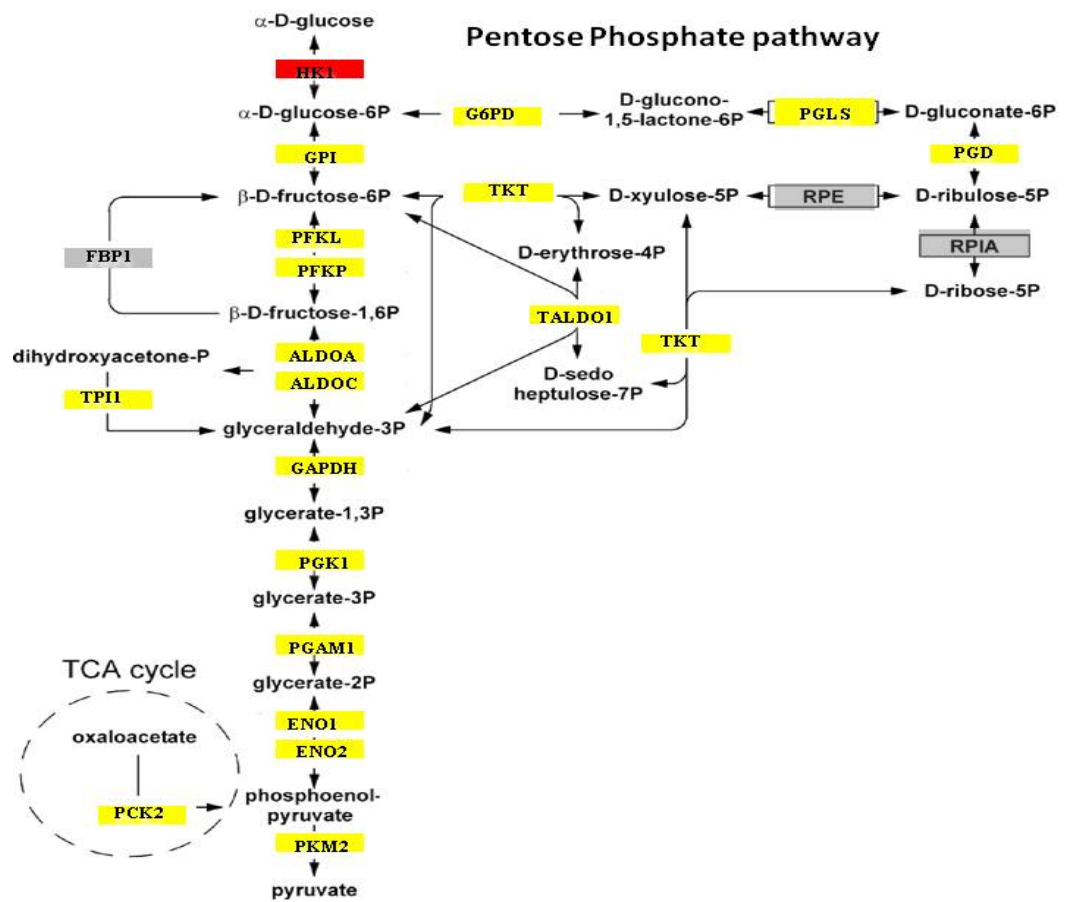 α-D-glucose
Pentose Phosphate pathway
HK1
α-D-glucose-6P
G6PD
D-glucono-
1,5-lactone-6P
PGLS
D-gluconate-6P
GPI
PGD
β-D-fructose-6P
TKT
D-xyulose-5P
RPE
D-ribulose-5P
PFKL
FBP1
PFKP
D-erythrose-4P
RPIA
D-ribose-5P
β-D-fructose-1,6P
TALDO1
TKT
dihydroxyacetone-P
ALDOA
ALDOC
TPI1
D-sedo
heptulose-7P
glyceraldehyde-3P
GAPDH
glycerate-1,3P
PGK1
glycerate-3P
PGAM1
TCA cycle
glycerate-2P
ENO1
oxaloacetate
ENO2
phosphoenol-
pyruvate
PCK2
PKM2
pyruvate